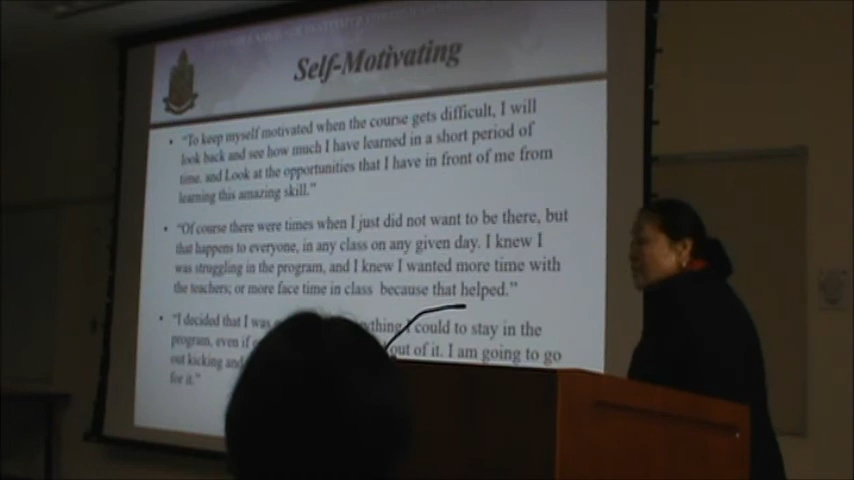 Self-Motivating
• "To keep myself motivated when the course gets difficult, I will
look back and see how much I have learned in a short period of
time, and Look at the opportunities that I have in front of me from
learning this amazing skill."
• "Of course there were times when I just did not want to be there, but
that happens to everyone, in any class on any given day. I knew I
was struggling in the program, and I knew I wanted more time with
the teachers; or more face time in class because that helped."
• "I decided that I was I could to stay in the
program, even if out of it. I am going to go
out kicking and
for it."